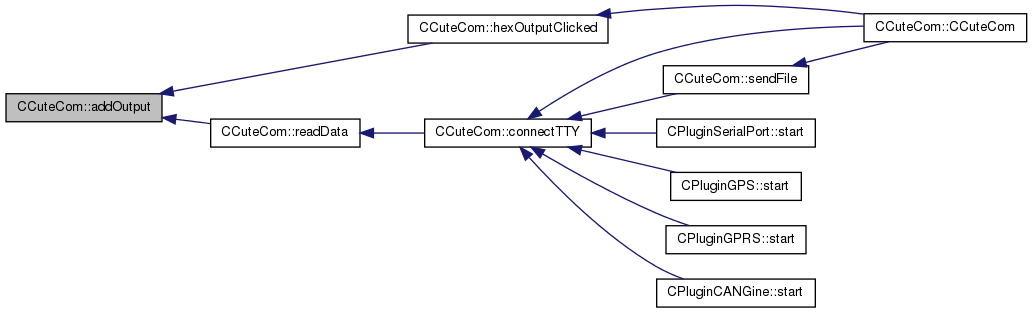 CCuteCom::hexOutputClicked
CCuteCom::CCuteCom
CCuteCom::sendFile
CCuteCom::addOutput
CCuteCom::readData
CCuteCom::connectTTY
CPluginSerialPort::start
CPluginGPS::start
CPluginGPRS::start
CPluginCANGine::start